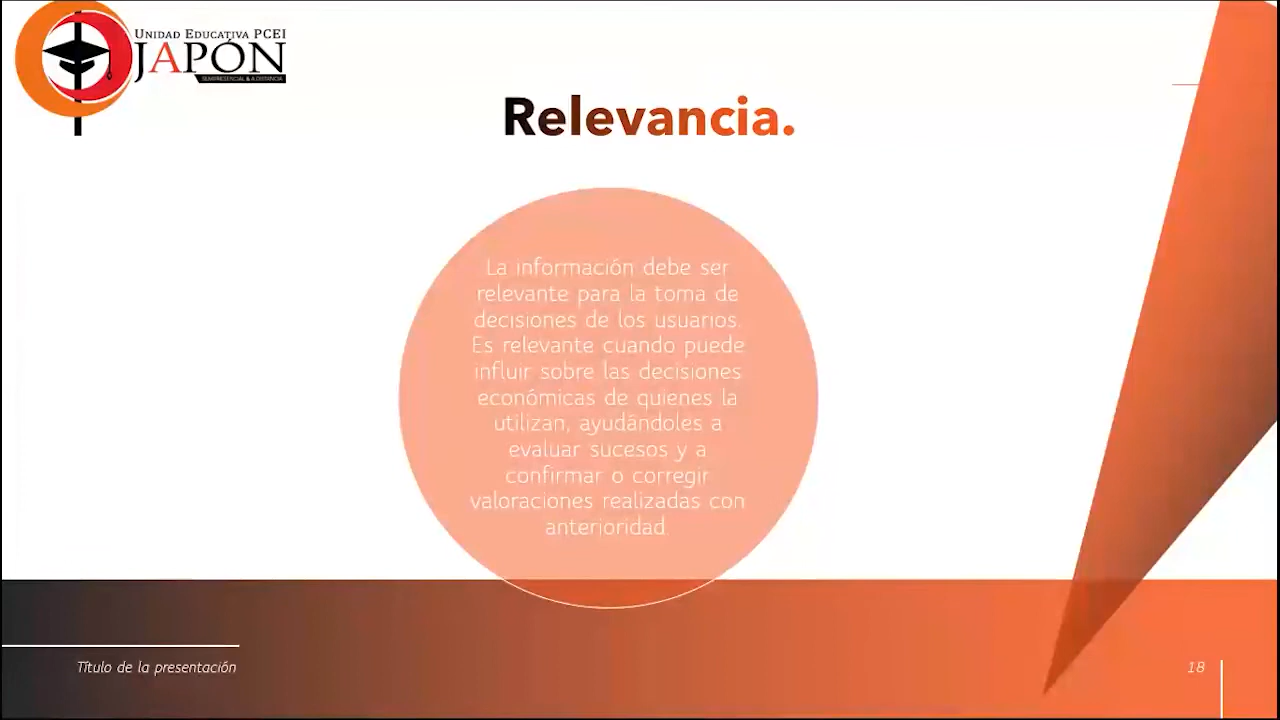 UNIDAD EDUCATIVA PCEI
JAPÓN
SEMIPRESENCIAL & A DISTANCIA
Relevancia.
La información debe ser
relevante para la toma de
decisiones de los usuarios.
Es relevante cuando puede
influir sobre las decisiones
económicas de quienes la
utilizan, ayudándoles a
evaluar sucesos y a
confirmar o corregir
valoraciones realizadas con
anterioridad.
Título de la presentación
18